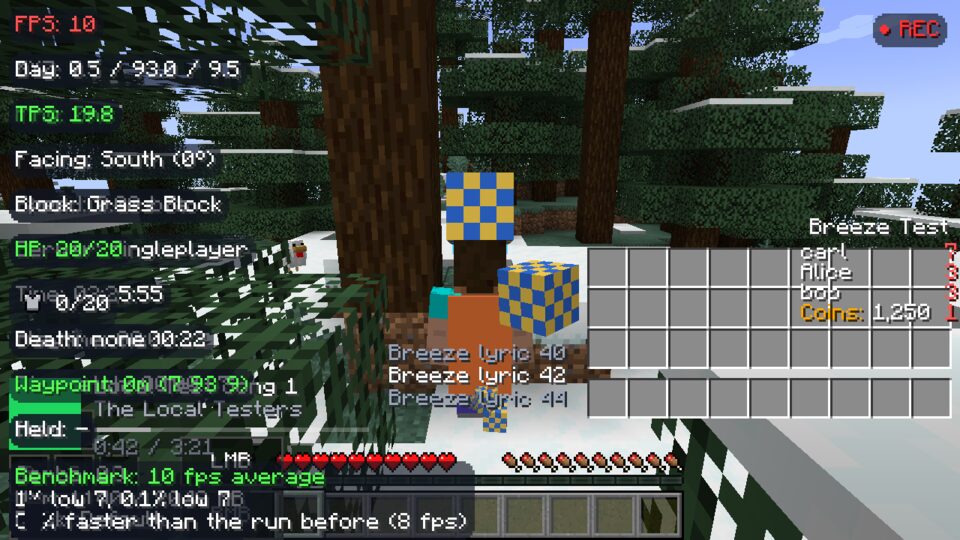 FPS: 10
REC
Day: 0.5 / 93.0 / 9.5
TPS: 19.8
Facing: South (0°)
Block: Grass Block
HP: 20/20
ingleplayer
Breeze Test
carl 7
Alice 3
bob 3
Coins: 1,250 1
5:55
0/20
Death: none
00:22
Breeze lyric 40
Breeze lyric 42
Breeze lyric 44
Waypoint: 0m (7 93 9)
The Local Testers
Held: —
0:42 / 3:21
LMB
Benchmark: 10 fps average
low 7, 0.1% low 7
% faster than the run before (8 fps)